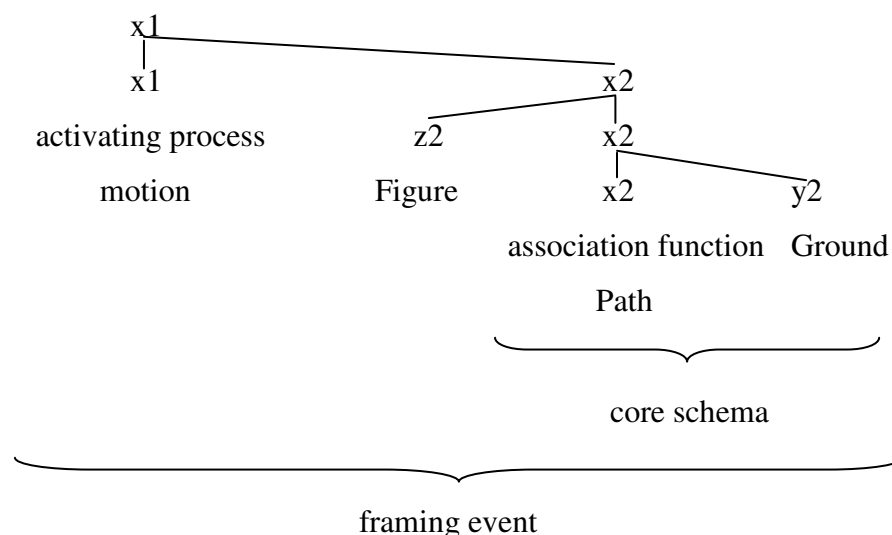 x1
x1 x2
activating process z2 x2
motion Figure x2 y2
association function Ground
Path
core schema
framing event